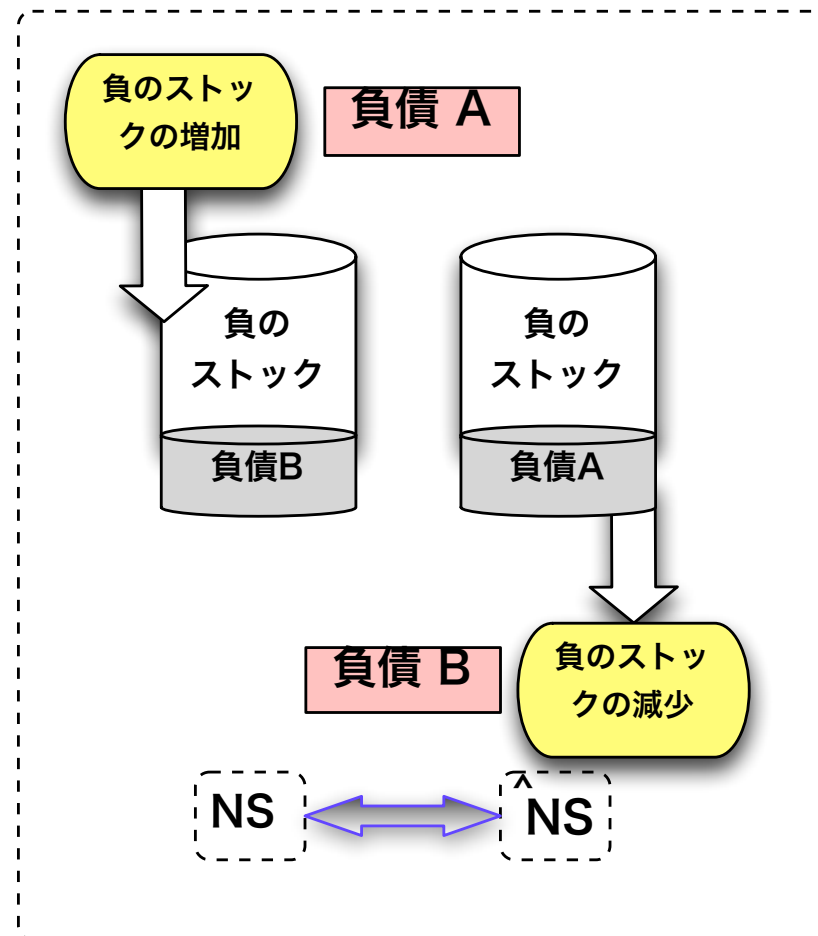 負のストッ
クの増加
負債 A
負の
ストック
負債B
負の
ストック
負債A
負債 B
負のストッ
クの減少
NS
^
NS